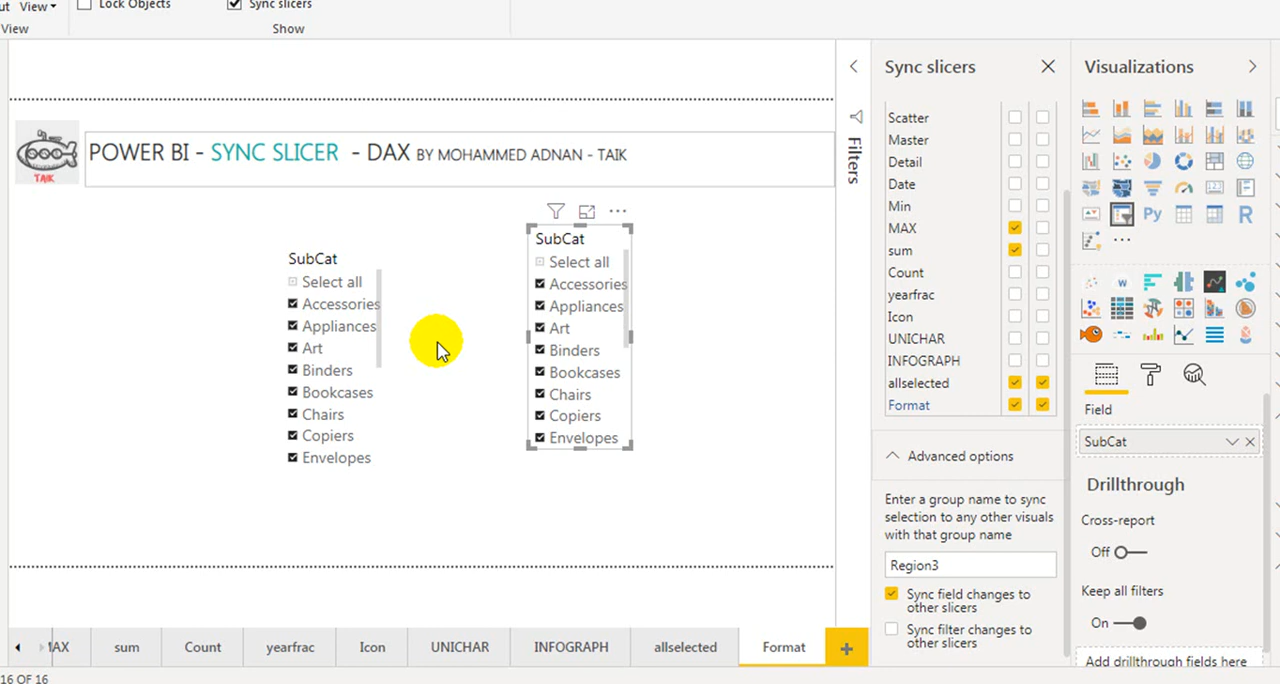 ut View
Lock Objects
Sync slicers
View
Show
POWER BI - SYNC SLICER - DAX BY MOHAMMED ADNAN - TAIK
TAIK
SubCat
Select all
Accessories
Appliances
Art
Binders
Bookcases
Chairs
Copiers
Envelopes
SubCat
Select all
Accessories
Appliances
Art
Binders
Bookcases
Chairs
Copiers
Envelopes
Filters
Sync slicers
Scatter
Master
Detail
Date
Min
MAX
sum
Count
yearfrac
Icon
UNICHAR
INFOGRAPH
allselected
Format
Advanced options
Enter a group name to sync
selection to any other visuals
with that group name
Region3
Sync field changes to
other slicers
Sync filter changes to
other slicers
Visualizations
Py
R
W
Field
SubCat
Drillthrough
Cross-report
Off
Keep all filters
On
Add drillthrough fields here
MAX
sum
Count
yearfrac
Icon
UNICHAR
INFOGRAPH
allselected
Format
16 OF 16